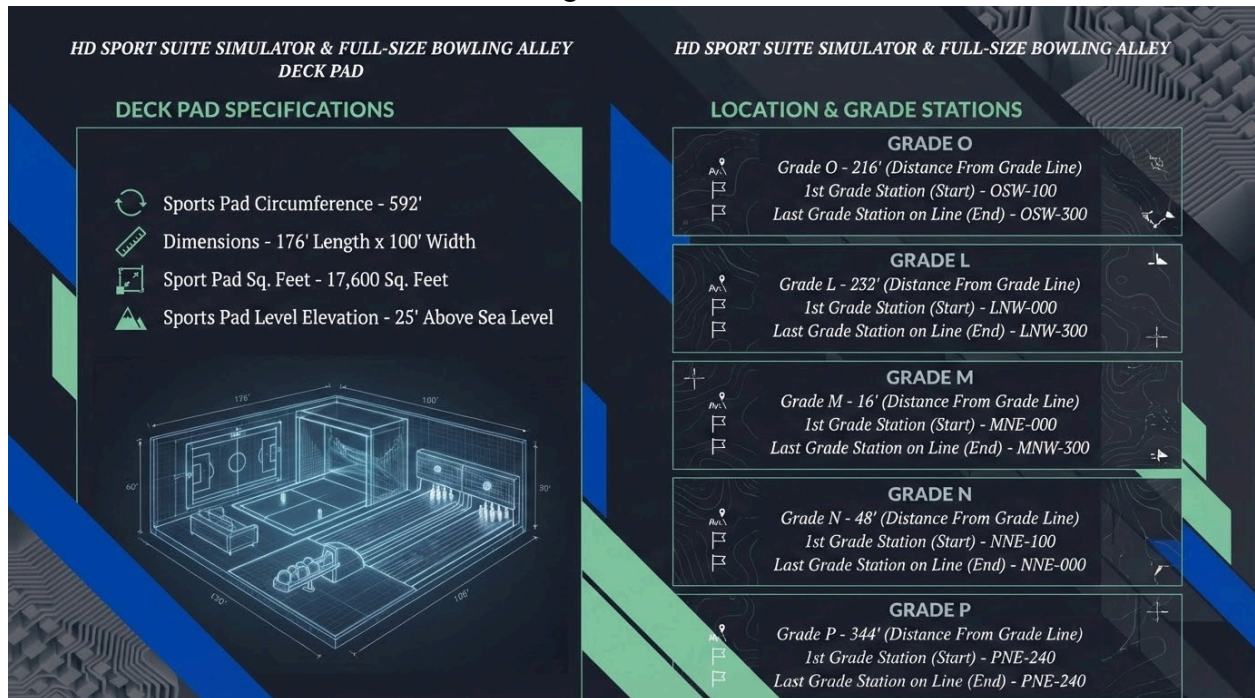 HD SPORT SUITE SIMULATOR & FULL-SIZE BOWLING ALLEY
DECK PAD
DECK PAD SPECIFICATIONS
Sports Pad Circumference - 592'
Dimensions - 176' Length x 100' Width
Sport Pad Sq. Feet - 17,600 Sq. Feet
Sports Pad Level Elevation - 25' Above Sea Level
176'
100'
60'
30'
130'
108'
HD SPORT SUITE SIMULATOR & FULL-SIZE BOWLING ALLEY
LOCATION & GRADE STATIONS
GRADE O
Grade O - 216' (Distance From Grade Line)
1st Grade Station (Start) - OSW-100
Last Grade Station on Line (End) - OSW-300
GRADE L
Grade L - 232' (Distance From Grade Line)
1st Grade Station (Start) - LNW-000
Last Grade Station on Line (End) - LNW-300
GRADE M
Grade M - 16' (Distance From Grade Line)
1st Grade Station (Start) - MNE-000
Last Grade Station on Line (End) - MNW-300
GRADE N
Grade N - 48' (Distance From Grade Line)
1st Grade Station (Start) - NNE-100
Last Grade Station on Line (End) - NNE-000
GRADE P
Grade P - 344' (Distance From Grade Line)
1st Grade Station (Start) - PNE-240
Last Grade Station on Line (End) - PNE-240